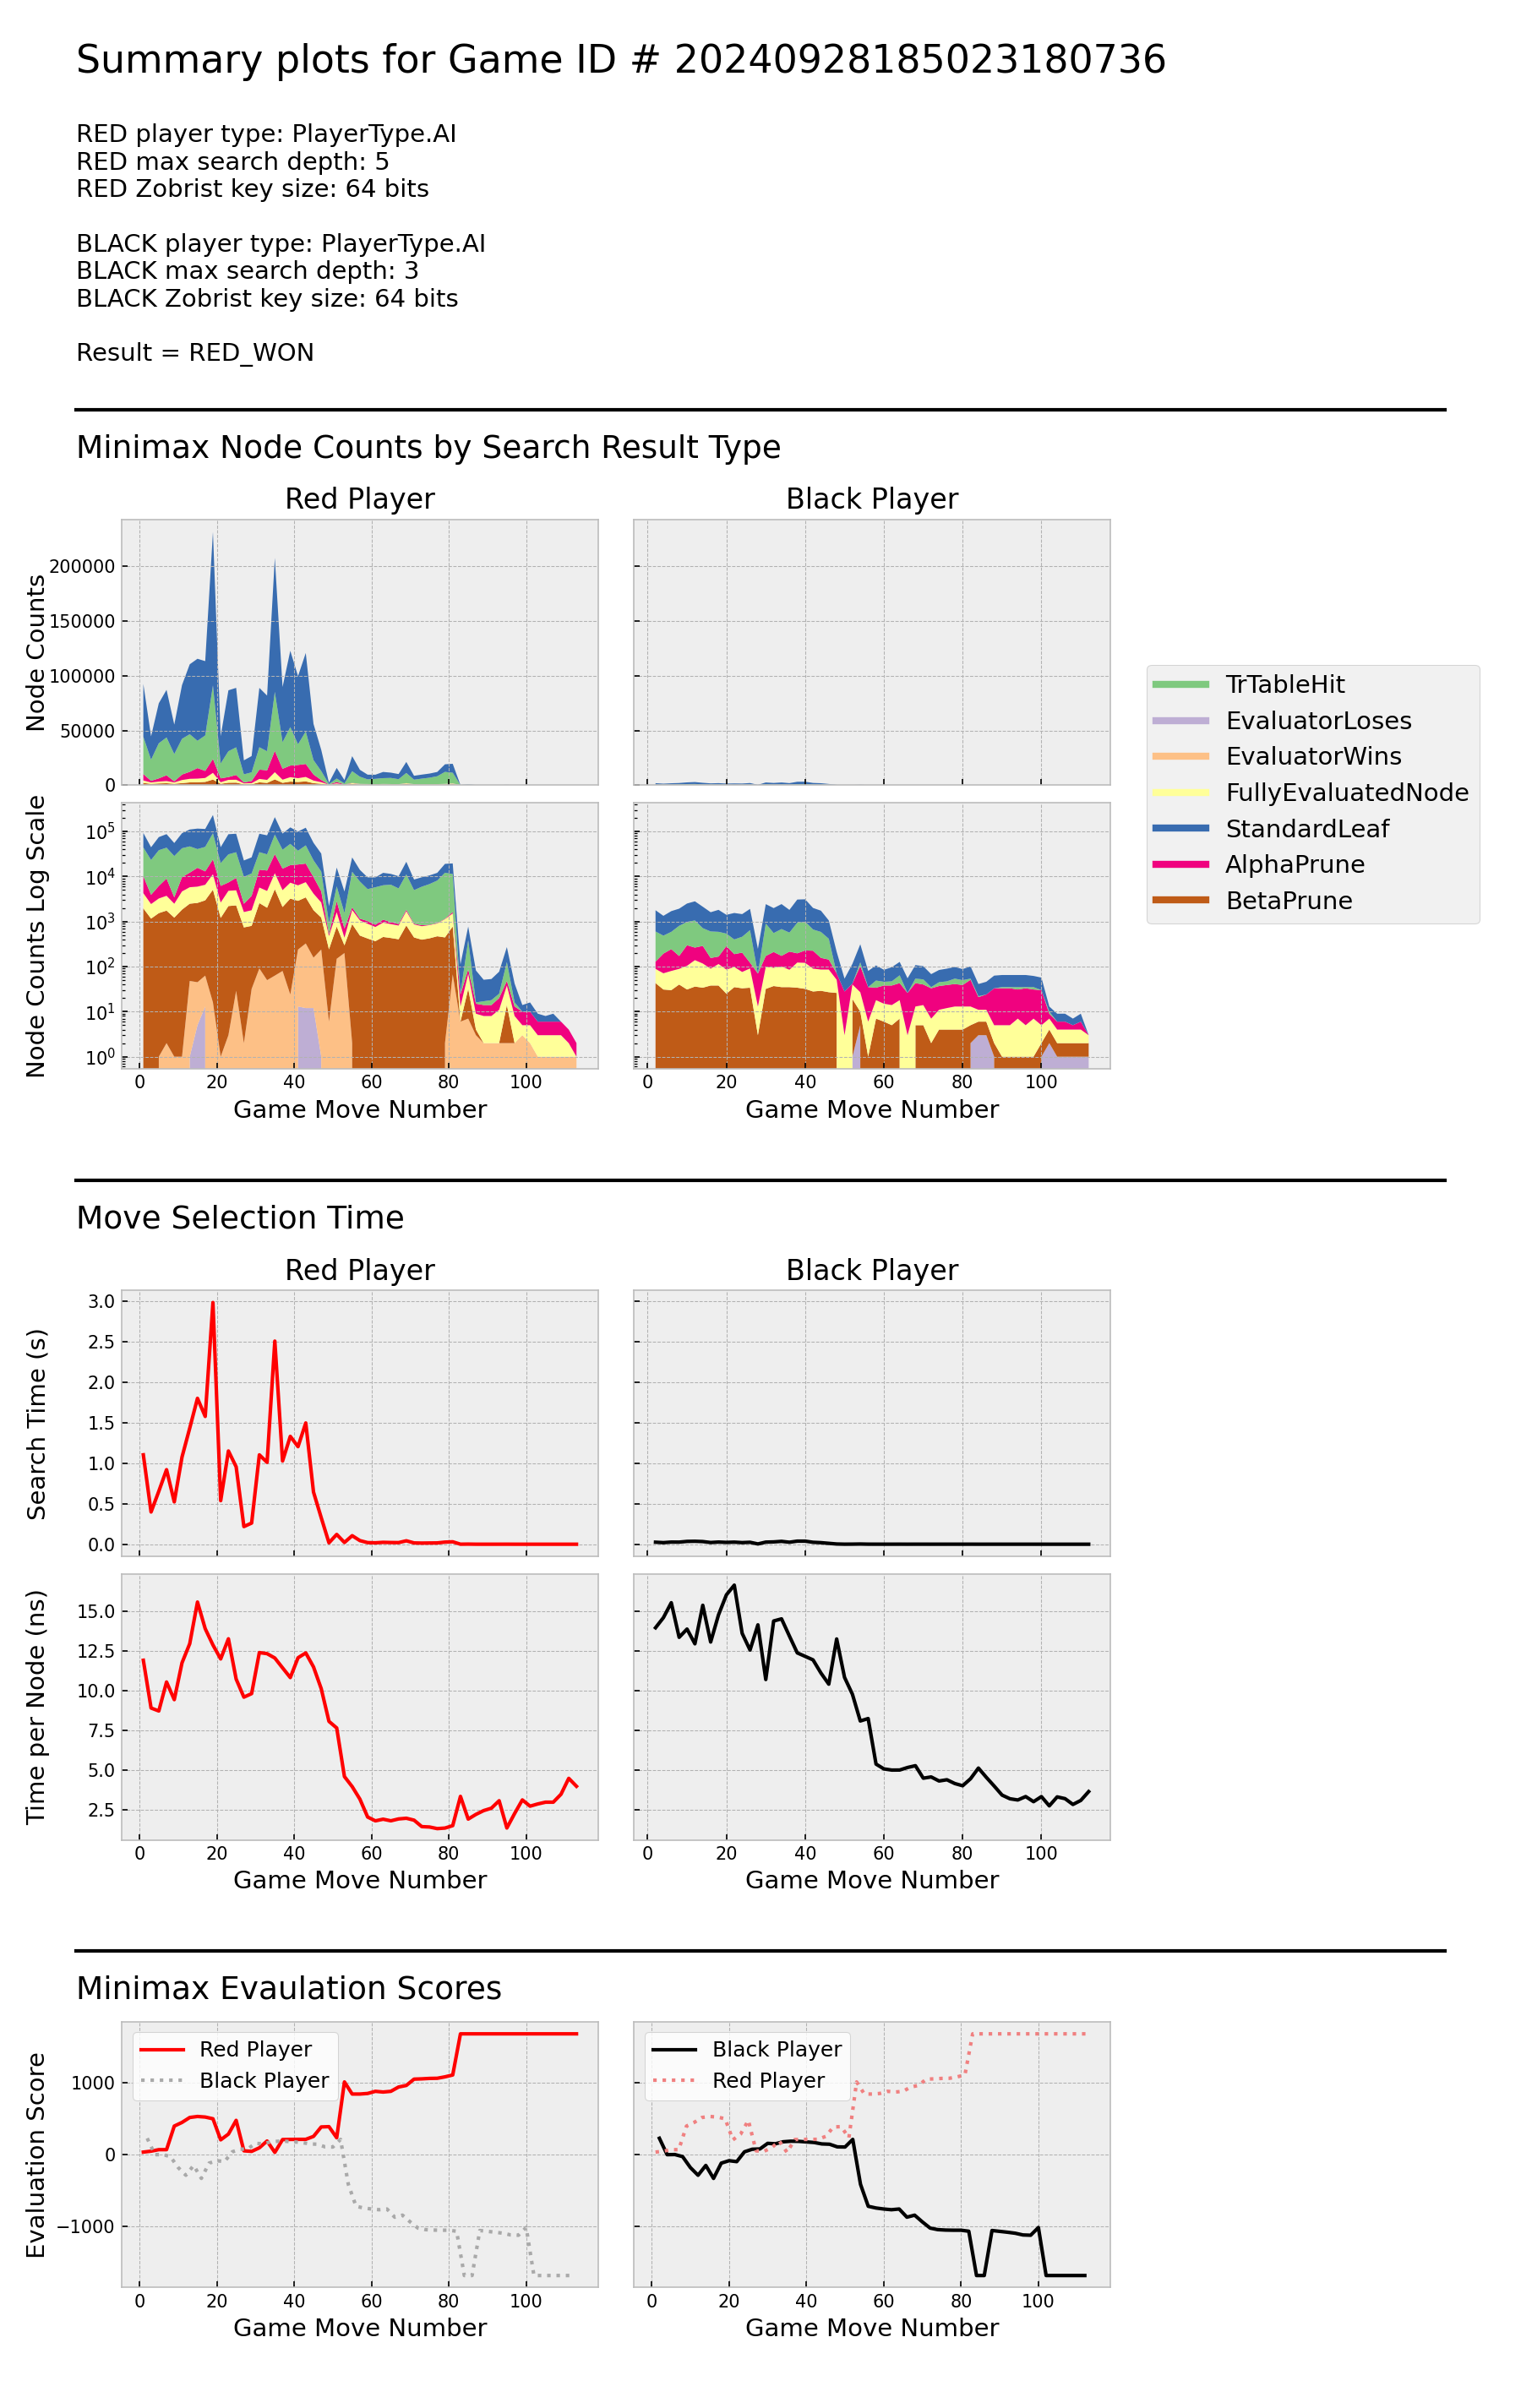 Summary plots for Game ID # 20240928185023180736
RED player type: PlayerType.AI
RED max search depth: 5
RED Zobrist key size: 64 bits
BLACK player type: PlayerType.AI
BLACK max search depth: 3
BLACK Zobrist key size: 64 bits
Result = RED_WON
Minimax Node Counts by Search Result Type
Red Player
Black Player
Node Counts
200000
150000
100000
50000
0
Node Counts Log Scale
10^5
10^4
10^3
10^2
10^1
10^0
0 20 40 60 80 100
0 20 40 60 80 100
Game Move Number
Game Move Number
TrTableHit
EvaluatorLoses
EvaluatorWins
FullyEvaluatedNode
StandardLeaf
AlphaPrune
BetaPrune
Move Selection Time
Red Player
Black Player
Search Time (s)
3.0
2.5
2.0
1.5
1.0
0.5
0.0
Time per Node (ns)
15.0
12.5
10.0
7.5
5.0
2.5
0 20 40 60 80 100
0 20 40 60 80 100
Game Move Number
Game Move Number
Minimax Evaulation Scores
Evaluation Score
1000
0
−1000
Red Player
Black Player
Black Player
Red Player
0 20 40 60 80 100
0 20 40 60 80 100
Game Move Number
Game Move Number